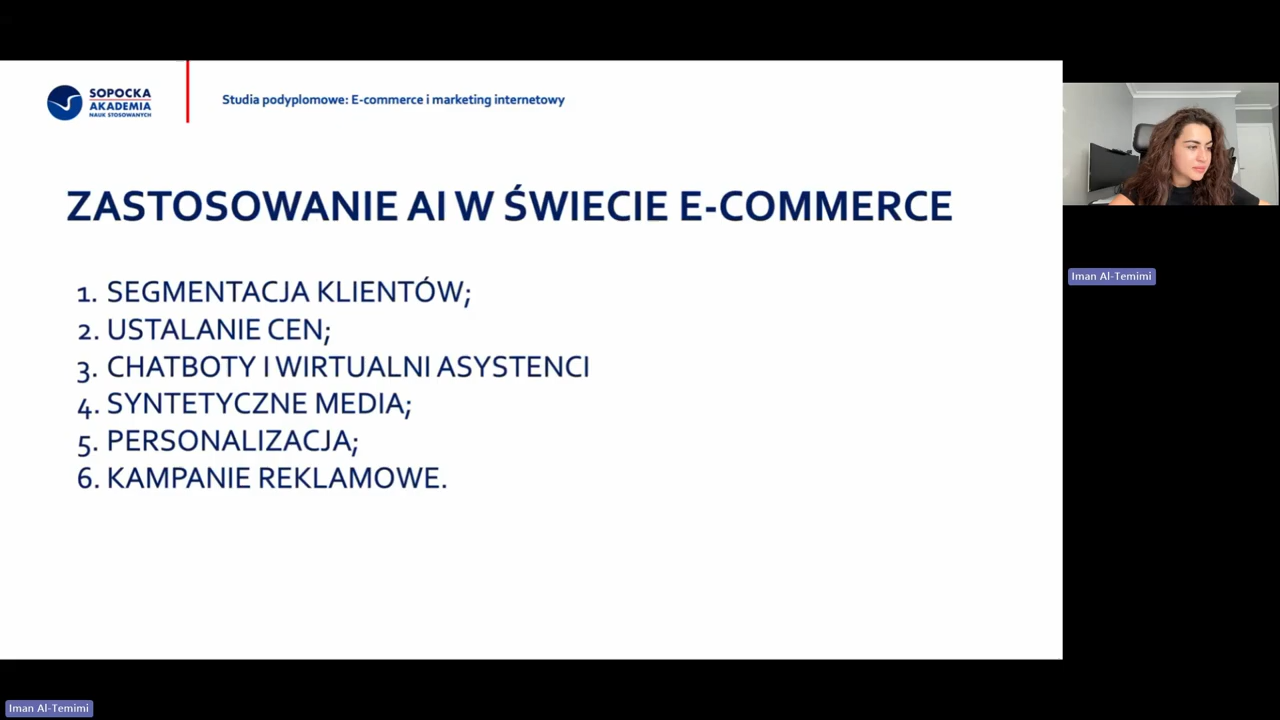 SOPOCKA
AKADEMIA
NAUK STOSOWANYCH
Studia podyplomowe: E-commerce i marketing internetowy
ZASTOSOWANIE AI W ŚWIECIE E-COMMERCE
1. SEGMENTACJA KLIENTÓW;
2. USTALANIE CEN;
3. CHATBOTY I WIRTUALNI ASYSTENCI
4. SYNTETYCZNE MEDIA;
5. PERSONALIZACJA;
6. KAMPANIE REKLAMOWE.
Iman Al-Temimi
Iman Al-Temimi